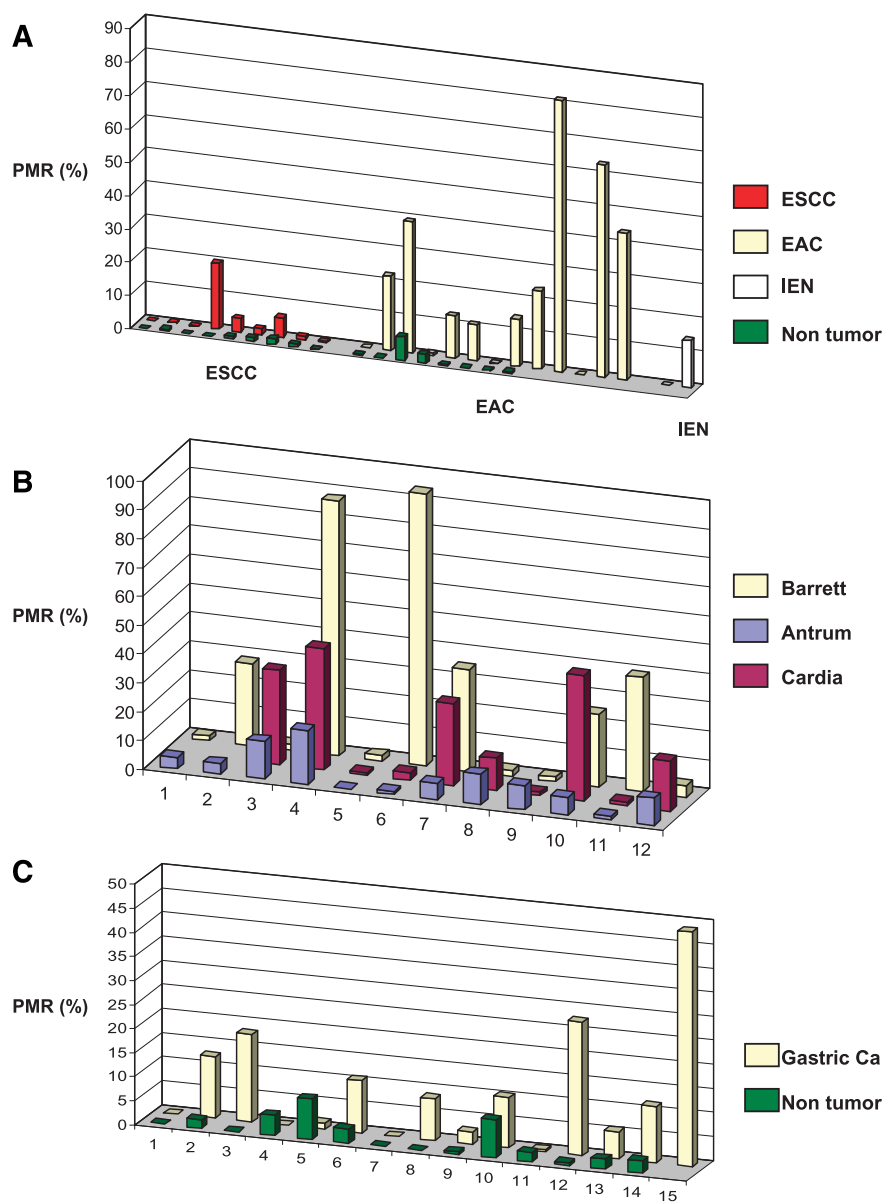 A
PMR (%)
90
80
70
60
50
40
30
20
10
0
ESCC
EAC
IEN
ESCC
EAC
IEN
Non tumor
B
PMR (%)
100
90
80
70
60
50
40
30
20
10
0
1 2 3 4 5 6 7 8 9 10 11 12
Barrett
Antrum
Cardia
C
PMR (%)
50
45
40
35
30
25
20
15
10
5
0
1 2 3 4 5 6 7 8 9 10 11 12 13 14 15
Gastric Ca
Non tumor